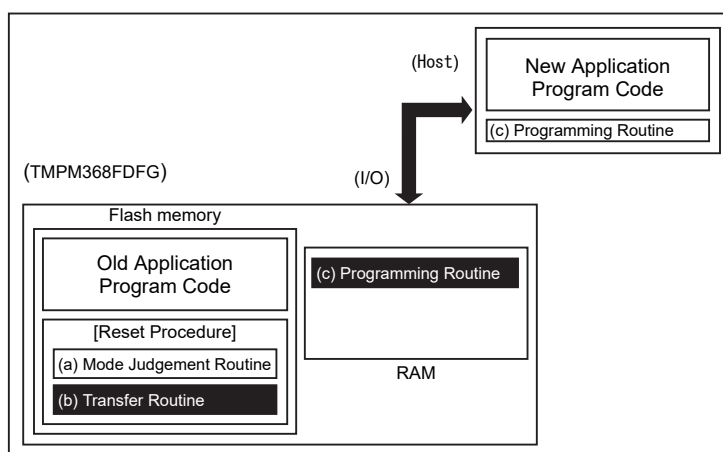 (Host)
New Application
Program Code
(c) Programming Routine
(TMPM368FDFG)
(I/O)
Flash memory
Old Application
Program Code
[Reset Procedure]
(a) Mode Judgement Routine
(b) Transfer Routine
(c) Programming Routine
RAM